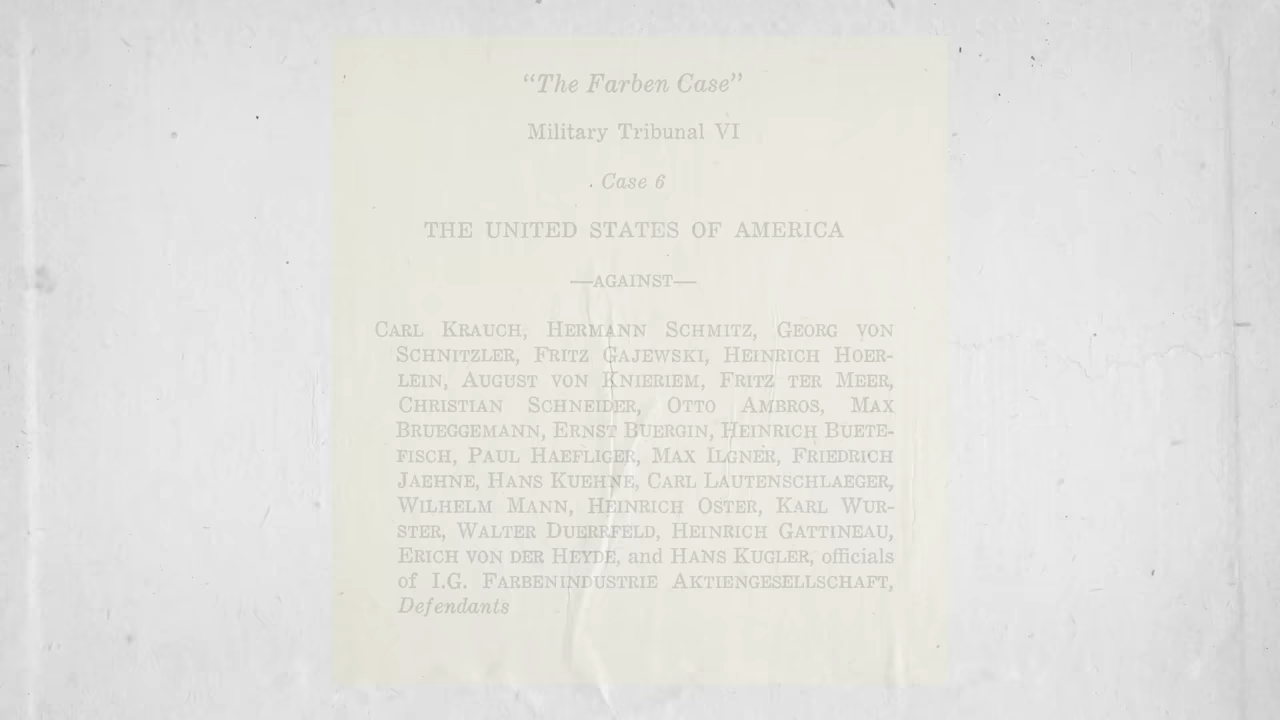 “The Farben Case”
Military Tribunal VI
Case 6
THE UNITED STATES OF AMERICA
—AGAINST—
CARL KRAUCH, HERMANN SCHMITZ, GEORG VON
SCHNITZLER, FRITZ GAJEWSKI, HEINRICH HOER-
LEIN, AUGUST VON KNIERIEM, FRITZ TER MEER,
CHRISTIAN SCHNEIDER, OTTO AMBROS, MAX
BRUEGGEMANN, ERNST BUERGIN, HEINRICH BUETE-
FISCH, PAUL HAEFLIGER, MAX ILGNER, FRIEDRICH
JAEHNE, HANS KUEHNE, CARL LAUTENSCHLAEGER,
WILHELM MANN, HEINRICH OSTER, KARL WUR-
STER, WALTER DUERRFELD, HEINRICH GATTINEAU,
ERICH VON DER HEYDE, and HANS KUGLER, officials
of I.G. FARBENINDUSTRIE AKTIENGESELLSCHAFT,
Defendants